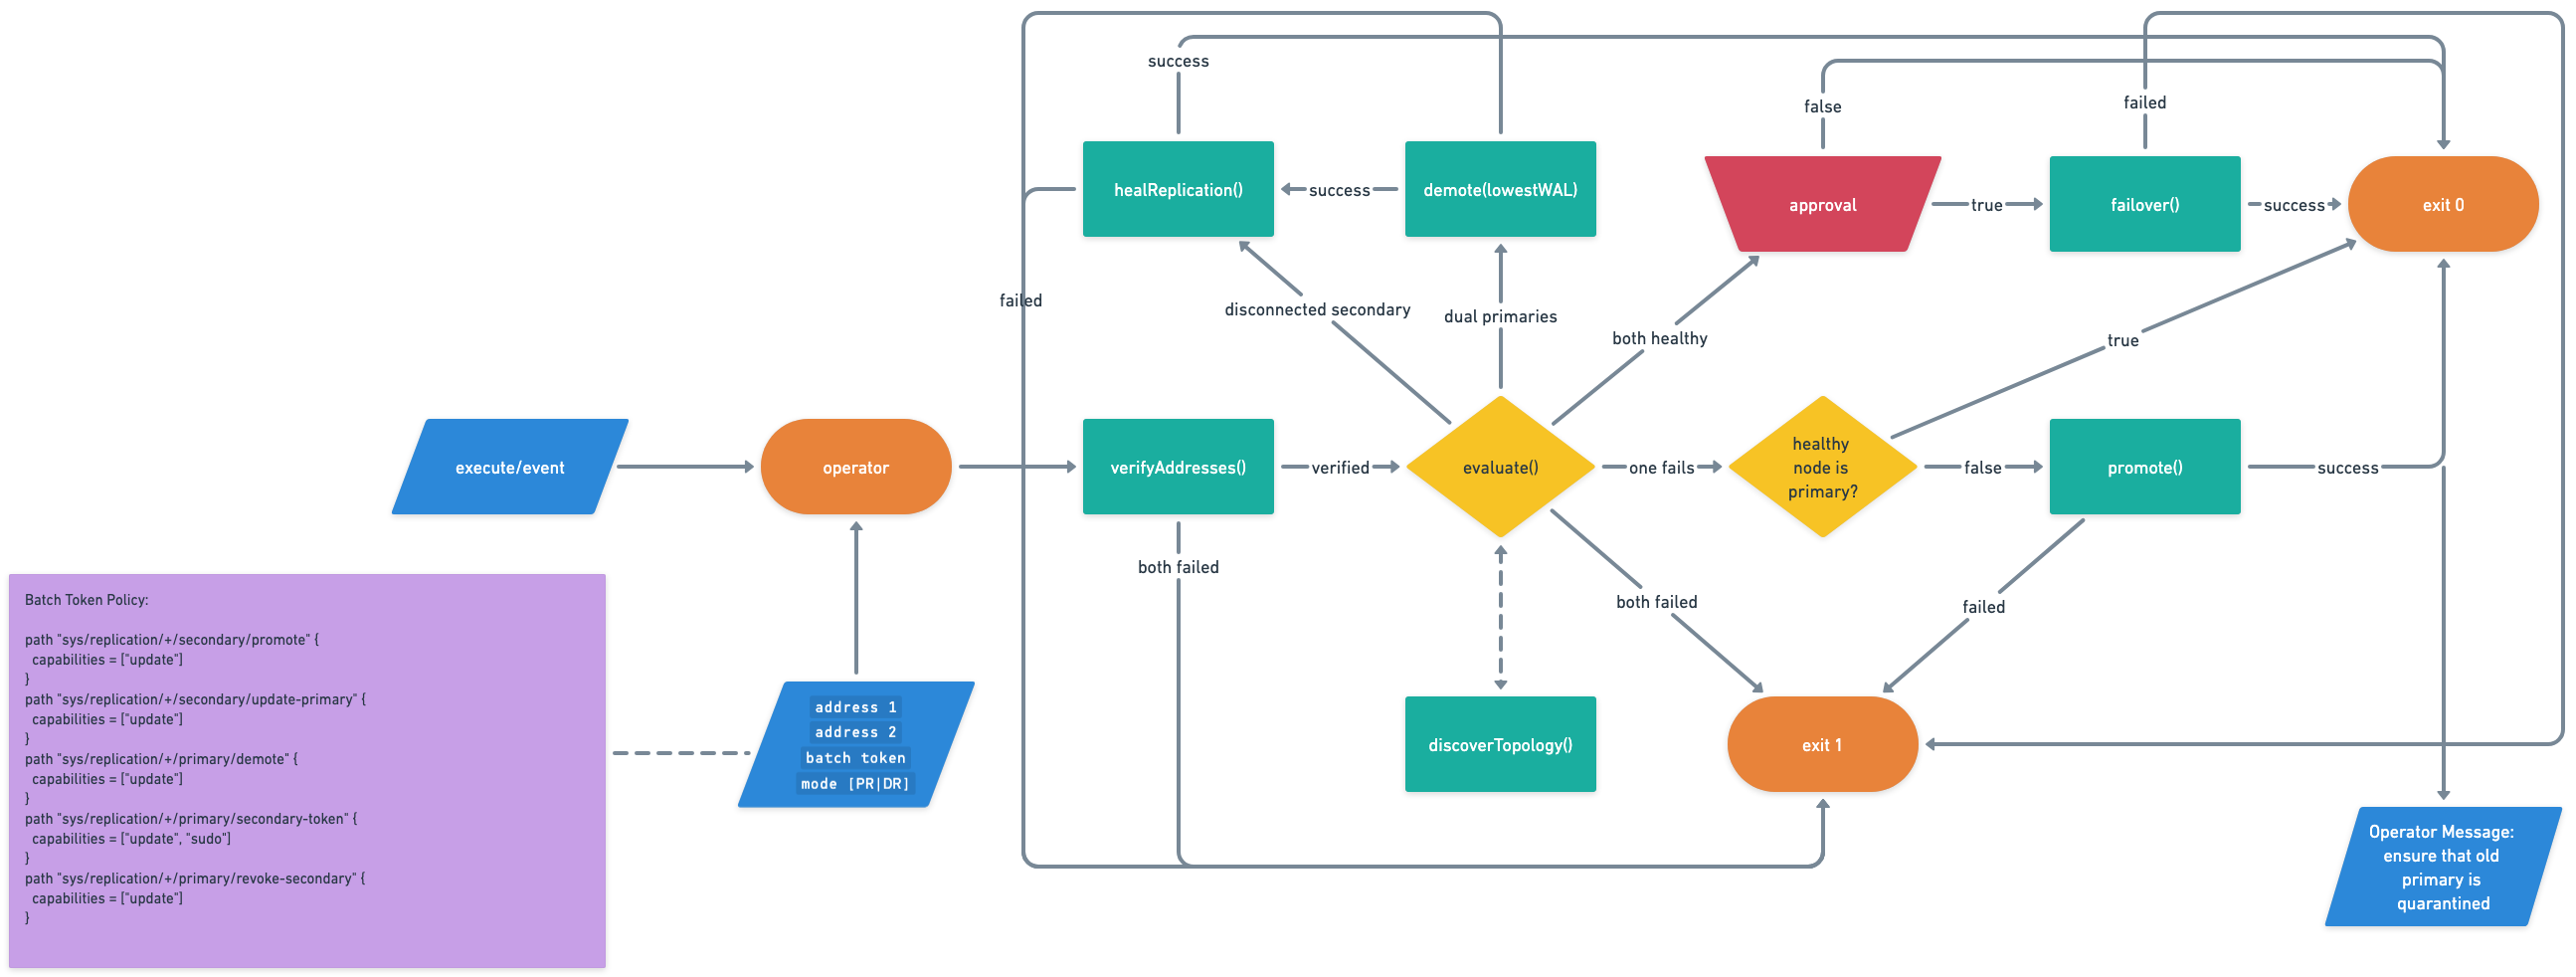 success
false
failed
healReplication()
success
demote(lowestWAL)
approval
true
failover()
success
exit 0
failed
disconnected secondary
dual primaries
both healthy
true
execute/event
operator
verifyAddresses()
verified
evaluate()
one fails
healthy
node is
primary?
false
promote()
success
both failed
both failed
failed
Batch Token Policy:
path "sys/replication/+/secondary/promote" {
capabilities = ["update"]
}
path "sys/replication/+/secondary/update-primary" {
capabilities = ["update"]
}
path "sys/replication/+/primary/demote" {
capabilities = ["update"]
}
path "sys/replication/+/primary/secondary-token" {
capabilities = ["update", "sudo"]
}
path "sys/replication/+/primary/revoke-secondary" {
capabilities = ["update"]
}
address 1
address 2
batch token
mode [PR|DR]
discoverTopology()
exit 1
Operator Message:
ensure that old
primary is
quarantined